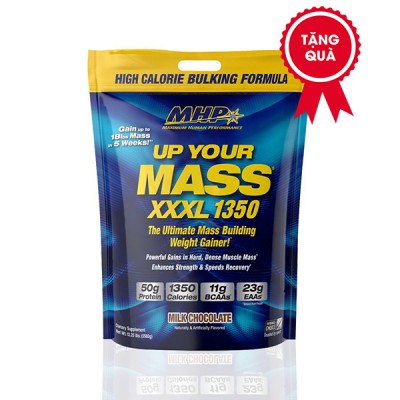 TẶNG
QUÀ
HIGH CALORIE BULKING FORMULA
MHP
MAXIMUM HUMAN PERFORMANCE
Gain up to
18lbs Mass
in 5 Weeks!
UP YOUR
MASS
XXXL 1350
The Ultimate Mass Building
Weight Gainer!
Powerful Gains in Hard, Dense Muscle Mass
Enhances Strength & Speeds Recovery
50g
Protein
1350
Calories
11g
BCAAs
23g
EAAs
MILK CHOCOLATE
Naturally & Artificially Flavored
Dietary Supplement